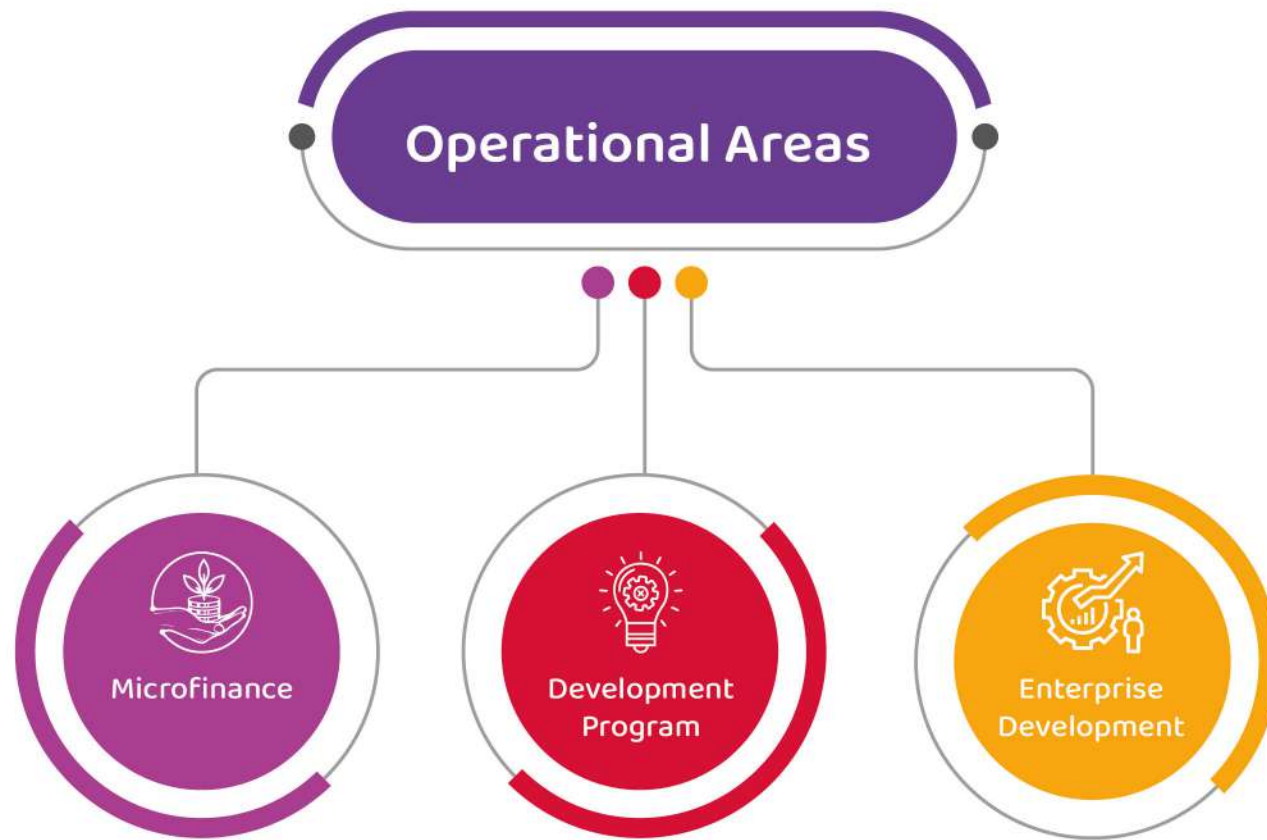 Operational Areas
Microfinance
Development
Program
Enterprise
Development